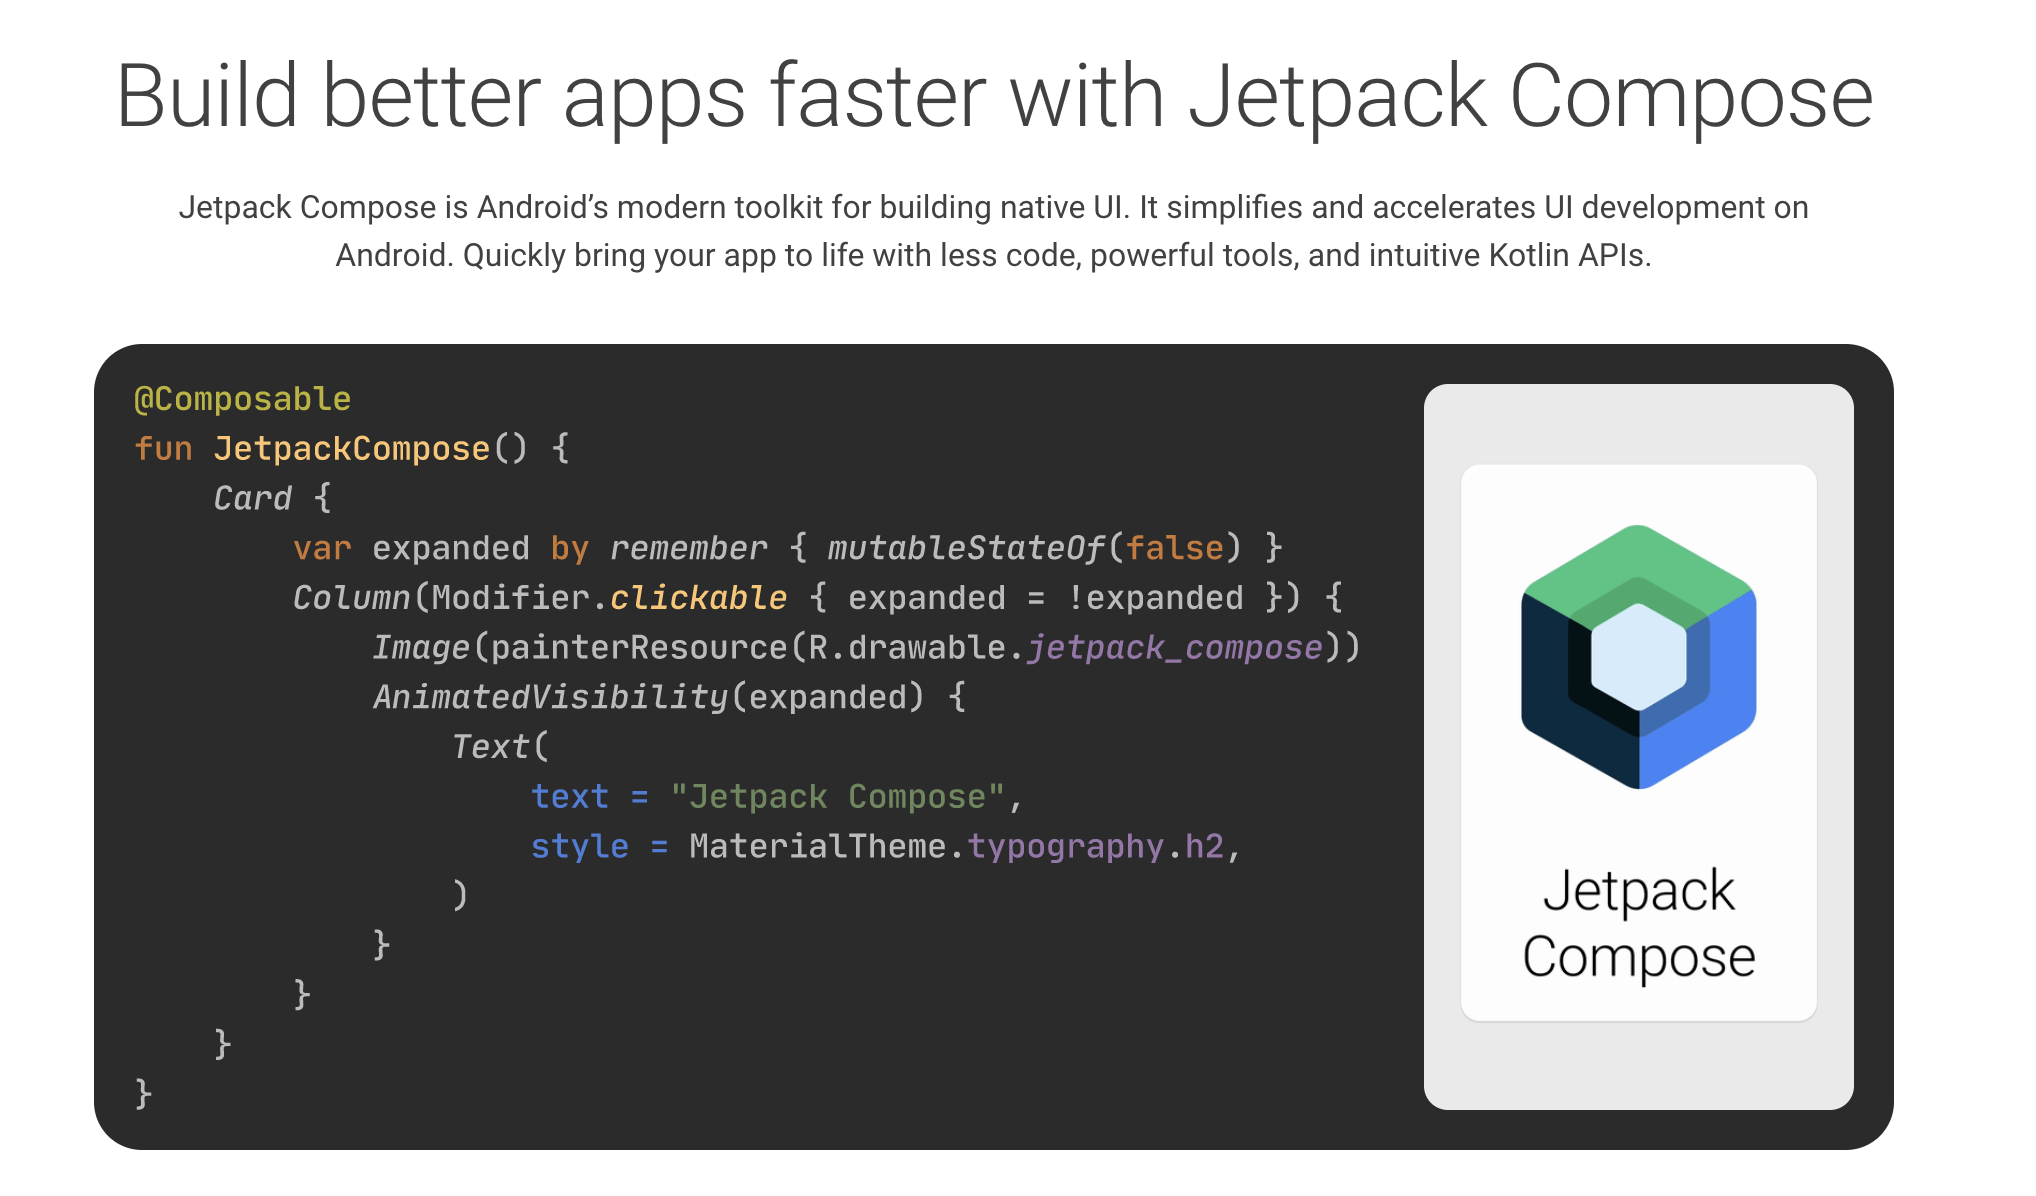 Build better apps faster with Jetpack Compose
Jetpack Compose is Android’s modern toolkit for building native UI. It simplifies and accelerates UI development on
Android. Quickly bring your app to life with less code, powerful tools, and intuitive Kotlin APIs.
@Composable
fun JetpackCompose() {
    Card {
        var expanded by remember { mutableStateOf(false) }
        Column(Modifier.clickable { expanded = !expanded }) {
            Image(painterResource(R.drawable.jetpack_compose))
            AnimatedVisibility(expanded) {
                Text(
                    text = "Jetpack Compose",
                    style = MaterialTheme.typography.h2,
                )
            }
        }
    }
}
Jetpack
Compose